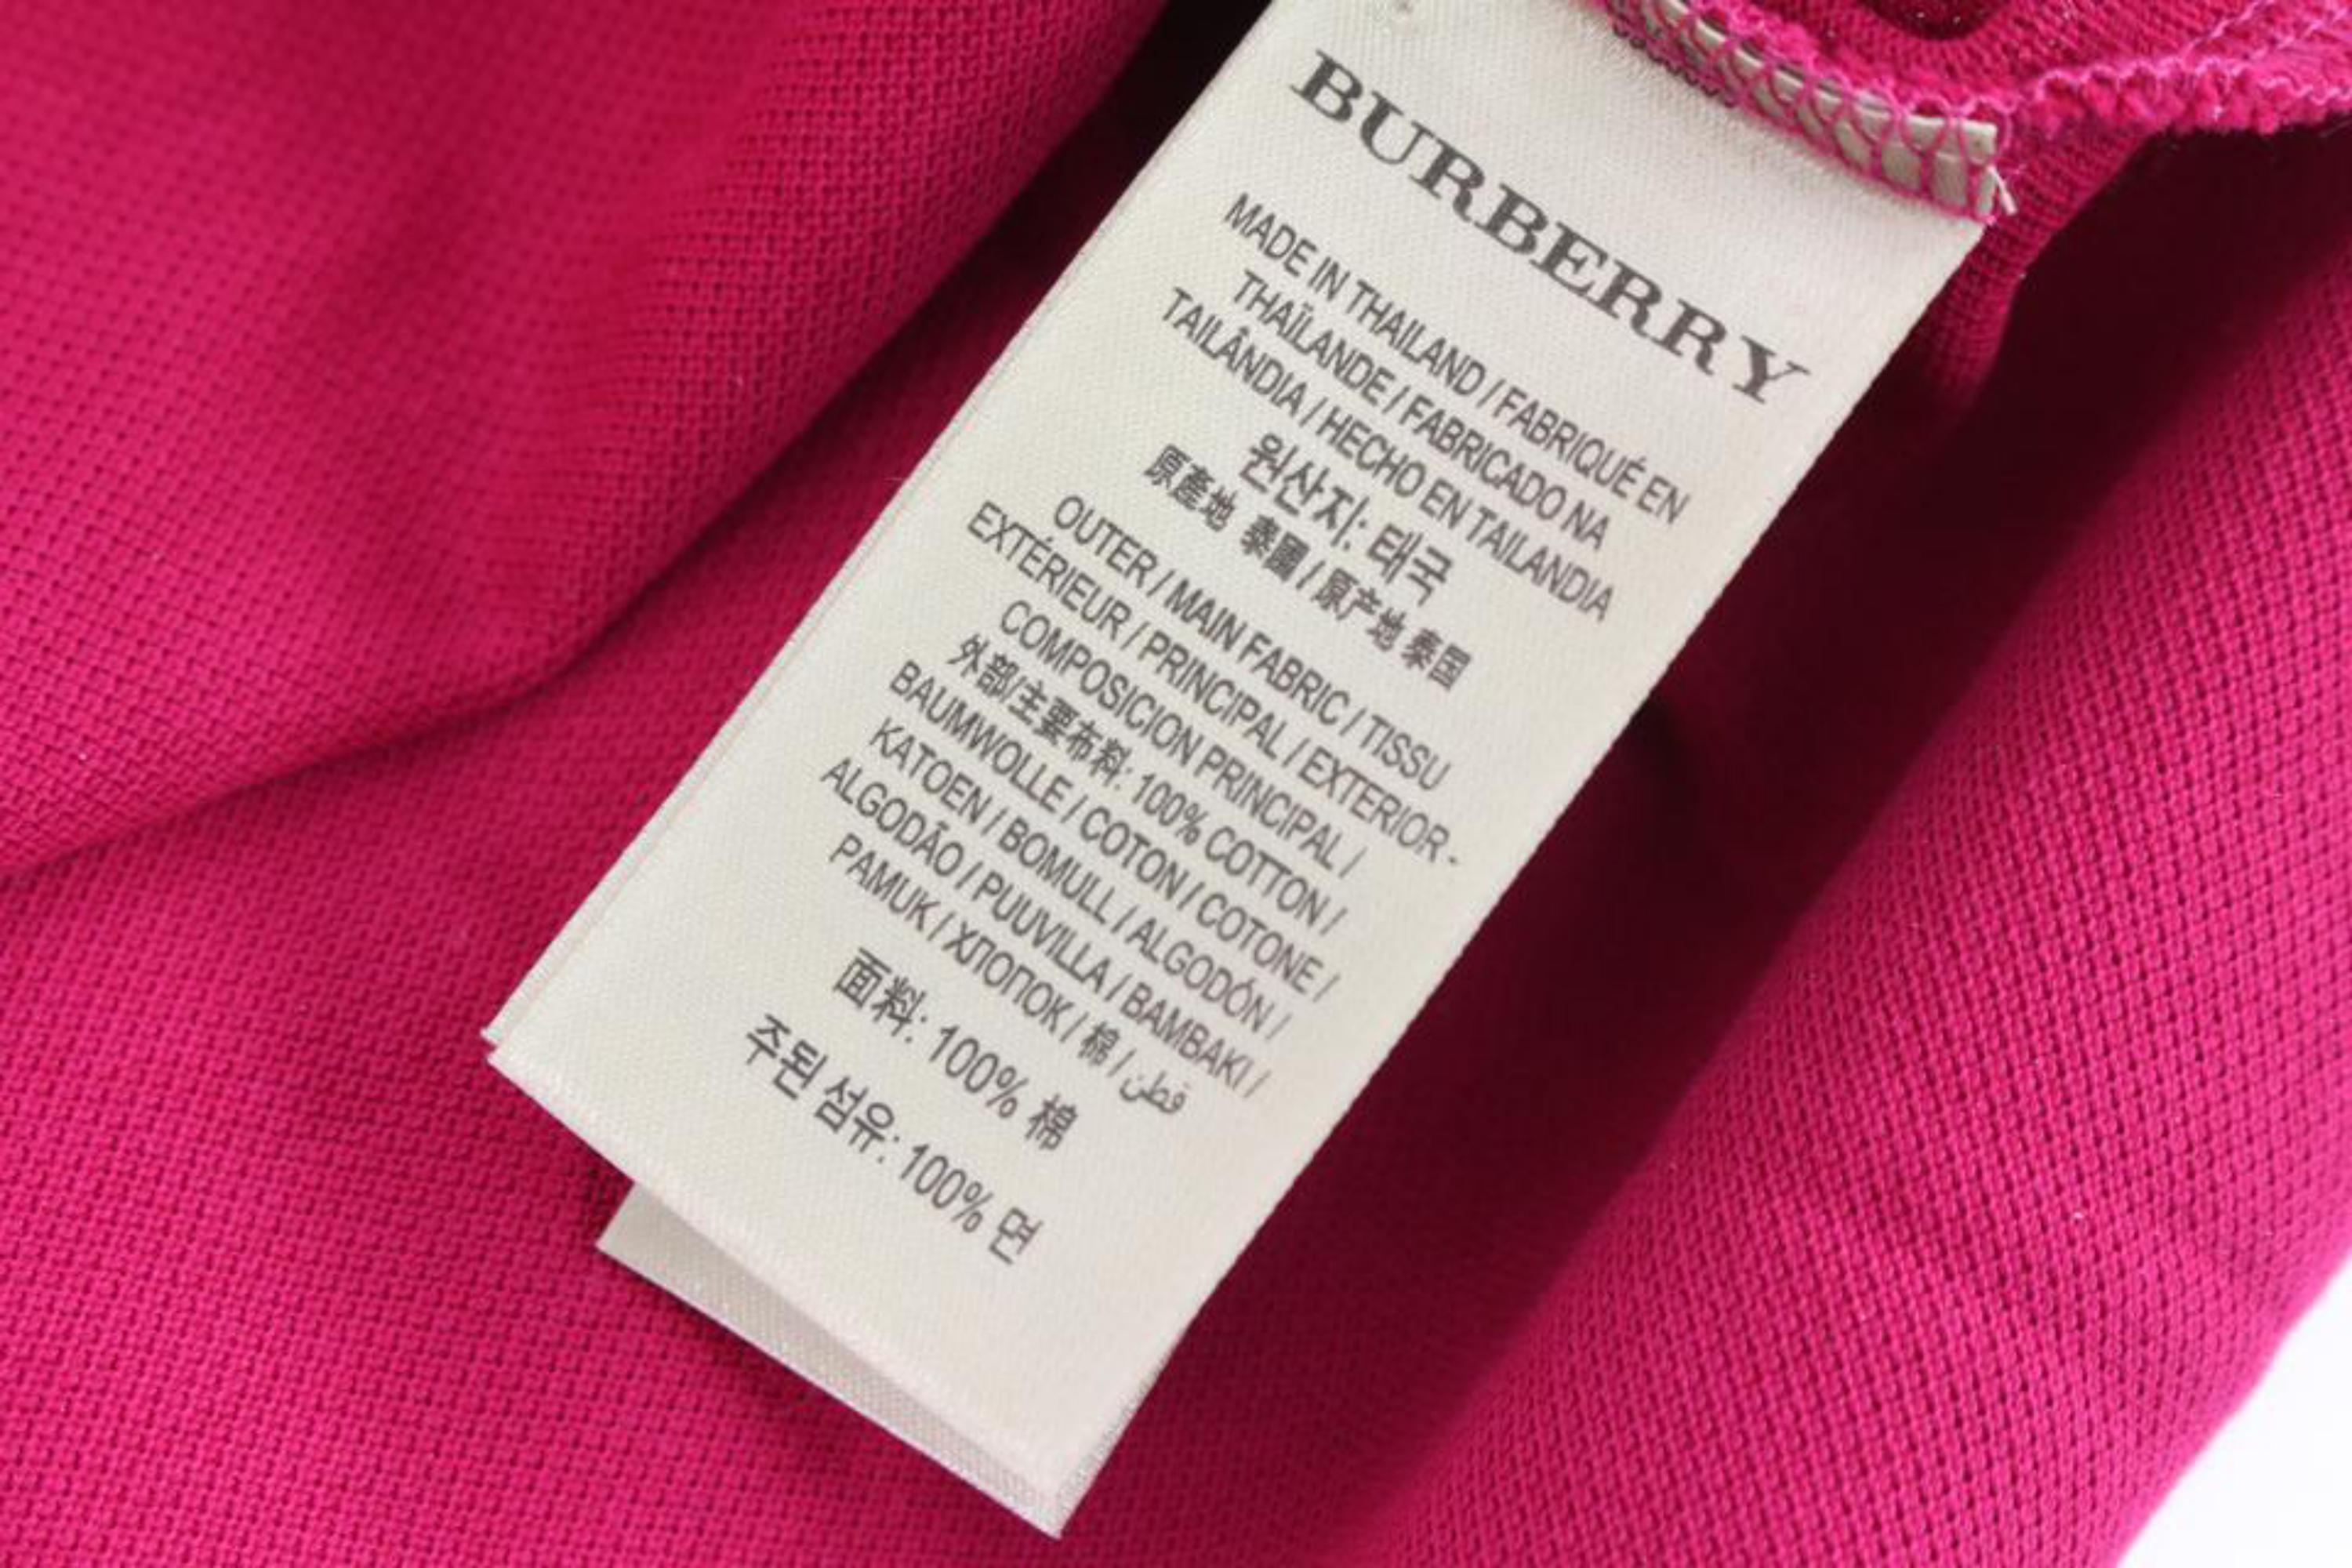 BURBERRY
MADE IN THAILAND / FABRIQUÉ EN
THAÏLANDE / FABRICADO NA
TAILÂNDIA / HECHO EN TAILANDIA
원산지: 태국
原產地 泰國 / 原产地 泰国
OUTER / MAIN FABRIC / TISSU
EXTÉRIEUR / PRINCIPAL / EXTERIOR -
COMPOSICION PRINCIPAL /
外部/主要布料: 100% COTTON /
BAUMWOLLE / COTON / COTONE /
KATOEN / BOMULL / ALGODÓN /
ALGODÃO / PUUVILLA / BAMBAKI /
PAMUK / ХЛОПОК / 棉 / قطن
面料: 100% 棉
주된 섬유: 100% 면